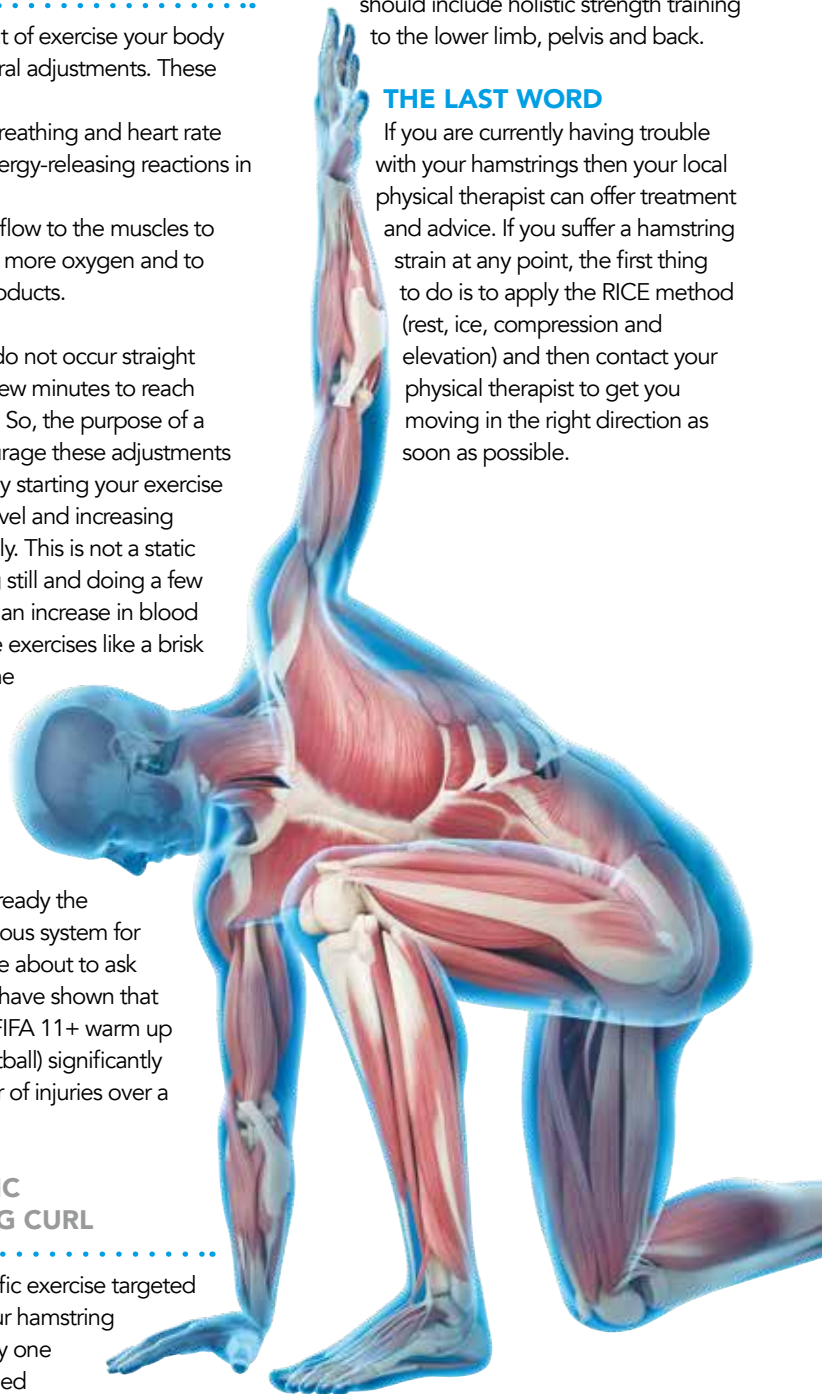 t of exercise your body
ral adjustments. These
reathing and heart rate
ergy-releasing reactions in
flow to the muscles to
more oxygen and to
oducts.
do not occur straight
ew minutes to reach
So, the purpose of a
urage these adjustments
y starting your exercise
vel and increasing
ly. This is not a static
g still and doing a few
an increase in blood
e exercises like a brisk
ne
ready the
ous system for
e about to ask
have shown that
FIFA 11+ warm up
tball) significantly
r of injuries over a
IC
G CURL
fic exercise targeted
ur hamstring
y one
ed
should include holistic strength training
to the lower limb, pelvis and back.
THE LAST WORD
If you are currently having trouble
with your hamstrings then your local
physical therapist can offer treatment
and advice. If you suffer a hamstring
strain at any point, the first thing
to do is to apply the RICE method
(rest, ice, compression and
elevation) and then contact your
physical therapist to get you
moving in the right direction as
soon as possible.